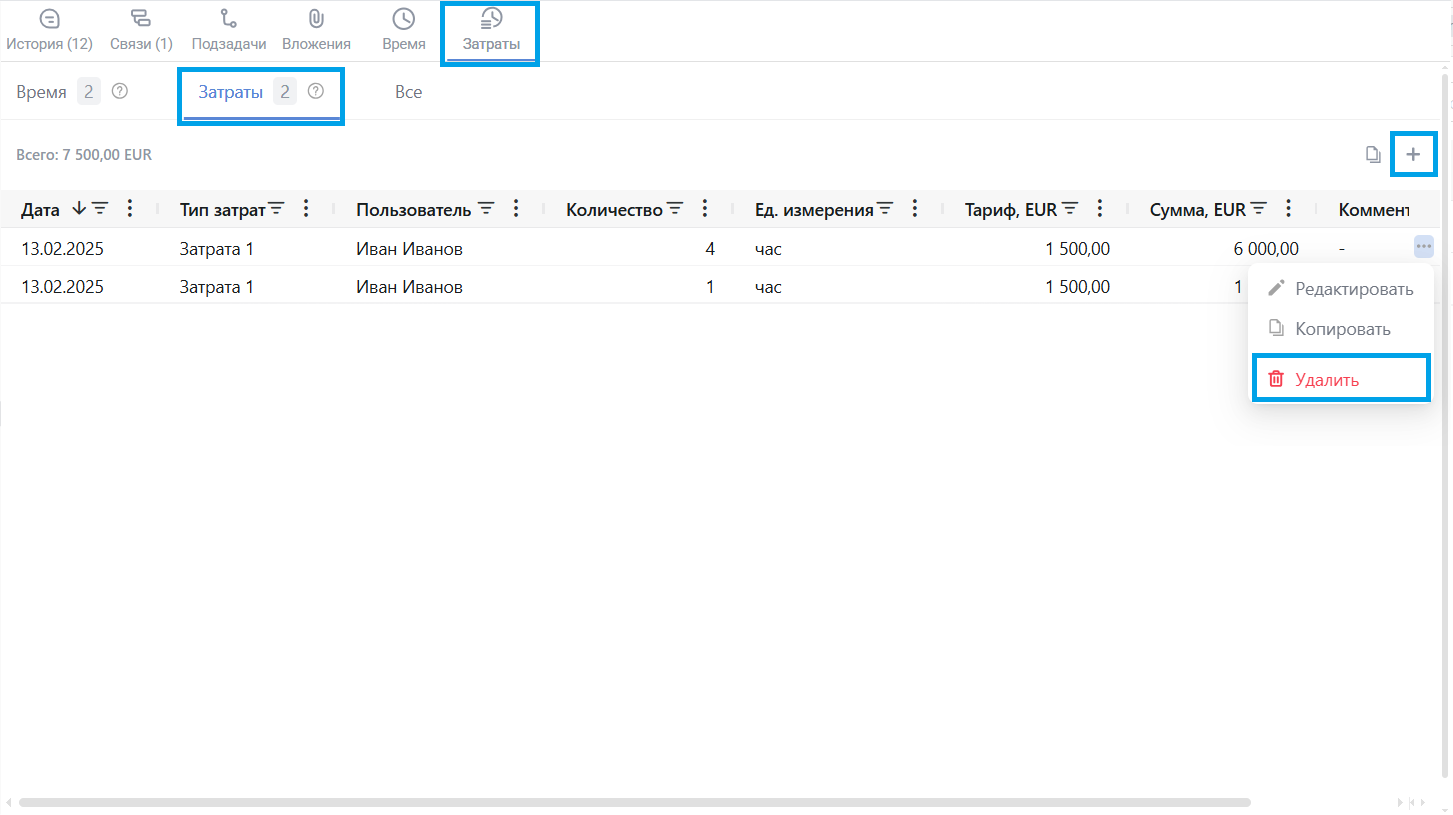 История (12) Связи (1) Подзадачи Вложения Время Затраты
Время 2 Затраты 2 Все
Всего: 7 500,00 EUR
Дата Тип затрат Пользователь Количество Ед. измерения Тариф, EUR Сумма, EUR Коммент
13.02.2025 Затрата 1 Иван Иванов 4 час 1 500,00 6 000,00 -
13.02.2025 Затрата 1 Иван Иванов 1 час 1 500,00 1
Редактировать
Копировать
Удалить